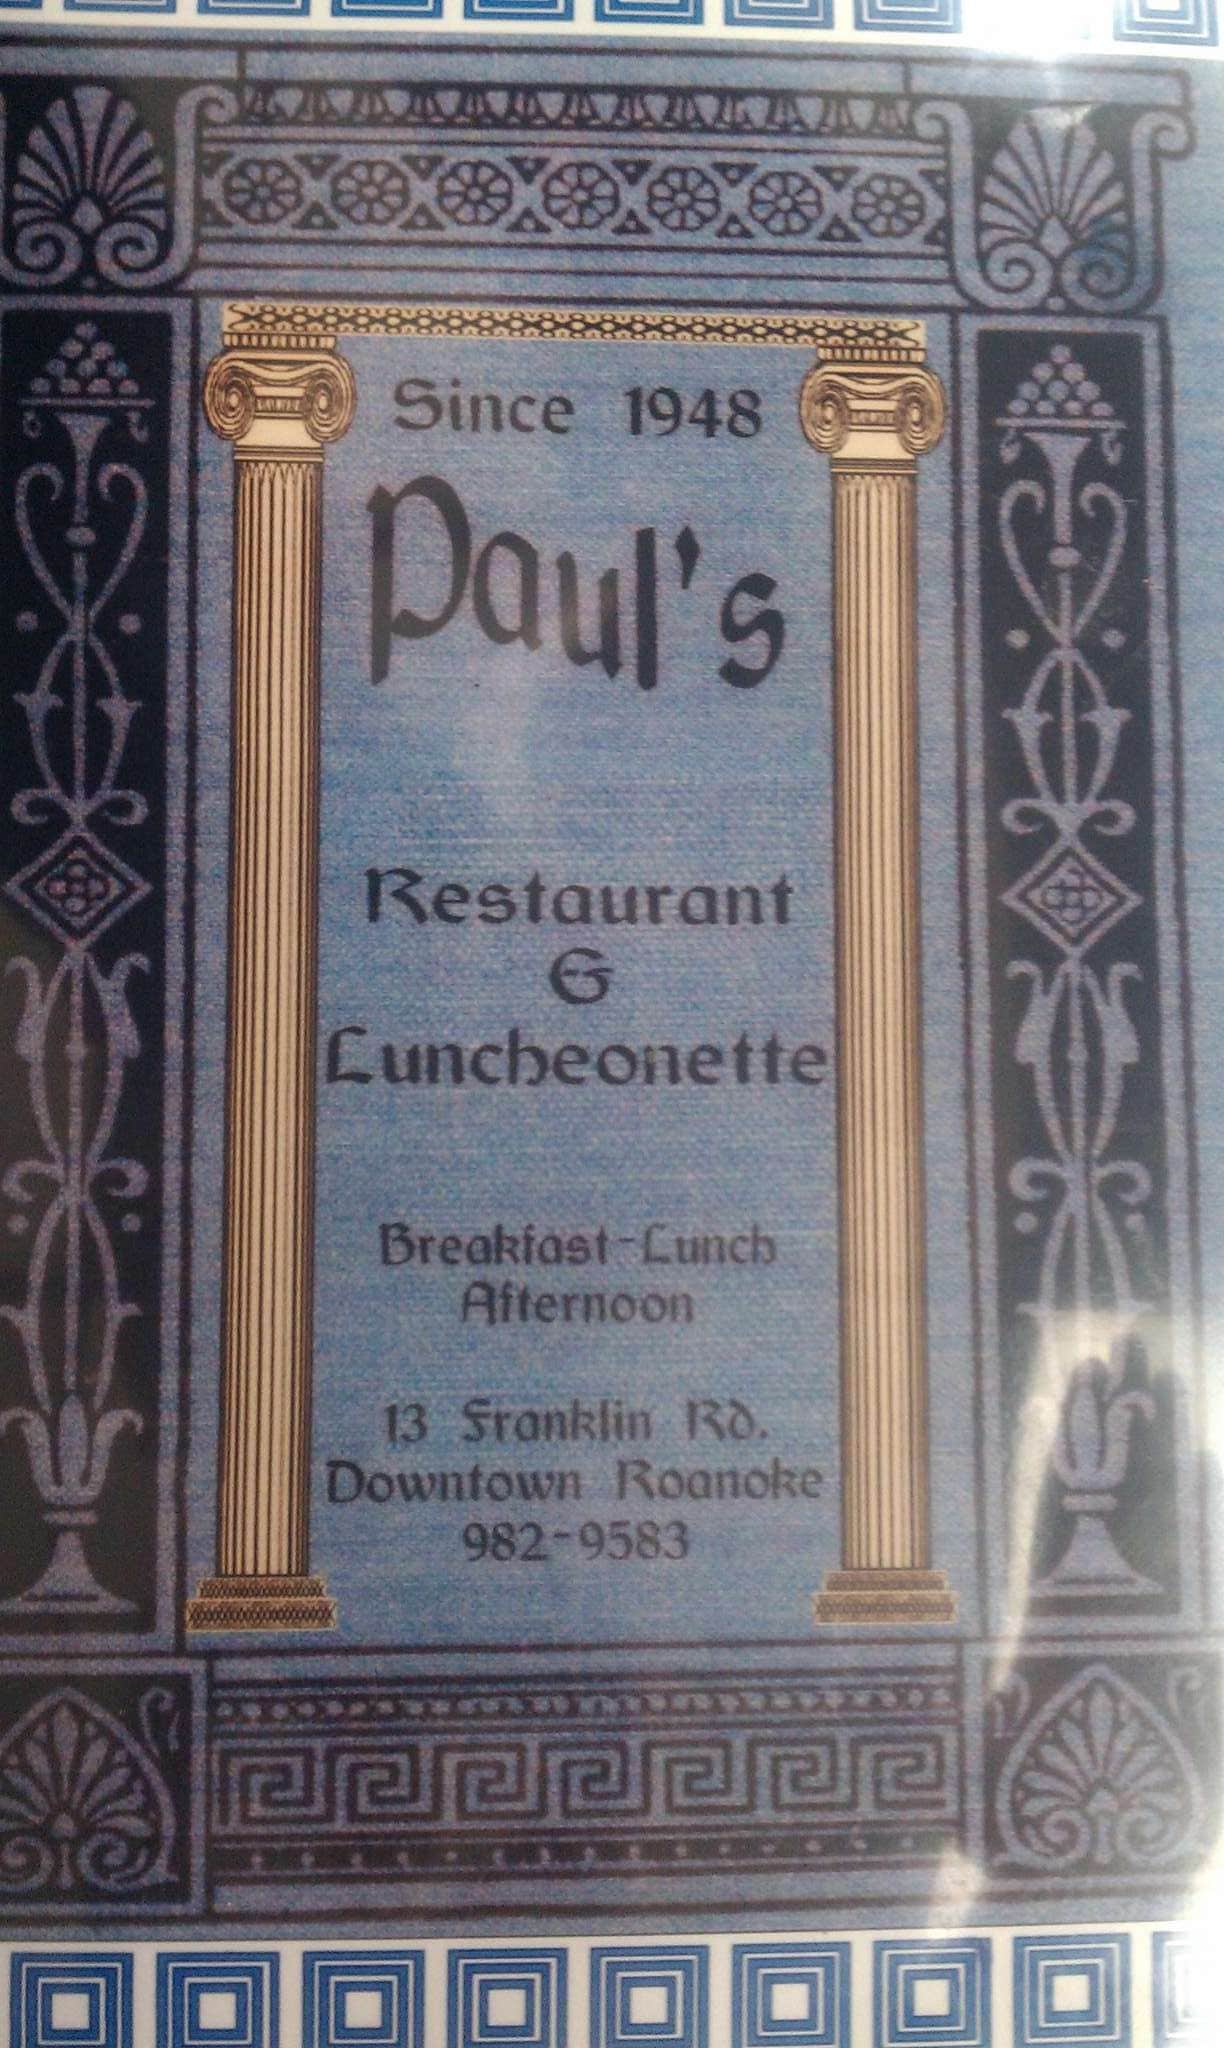 Since 1948
Paul's
Restaurant
&
Luncheonette
Breakfast-Lunch
Afternoon
13 Franklin Rd.
Downtown Roanoke
982-9583